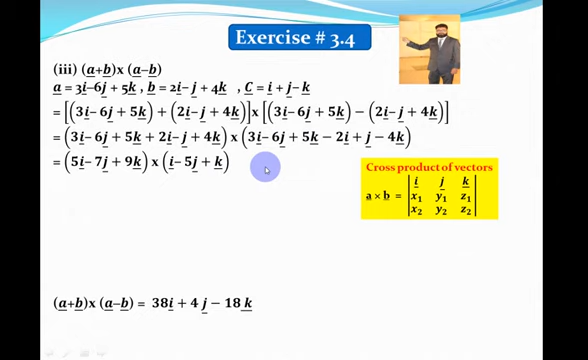 Exercise # 3.4
(iii) (a+b)x (a–b)
a = 3i–6j + 5k , b = 2i– j + 4k , C = i + j– k
= [(3i– 6j + 5k) + (2i– j + 4k)] x [(3i– 6j + 5k) – (2i– j + 4k)]
= (3i– 6j + 5k + 2i– j + 4k) × (3i– 6j + 5k – 2i + j – 4k)
= (5i– 7j + 9k) × (i– 5j + k)
Cross product of vectors
i j k
a × b = x₁ y₁ z₁
x₂ y₂ z₂
(a+b)x (a–b) = 38i + 4 j – 18 k